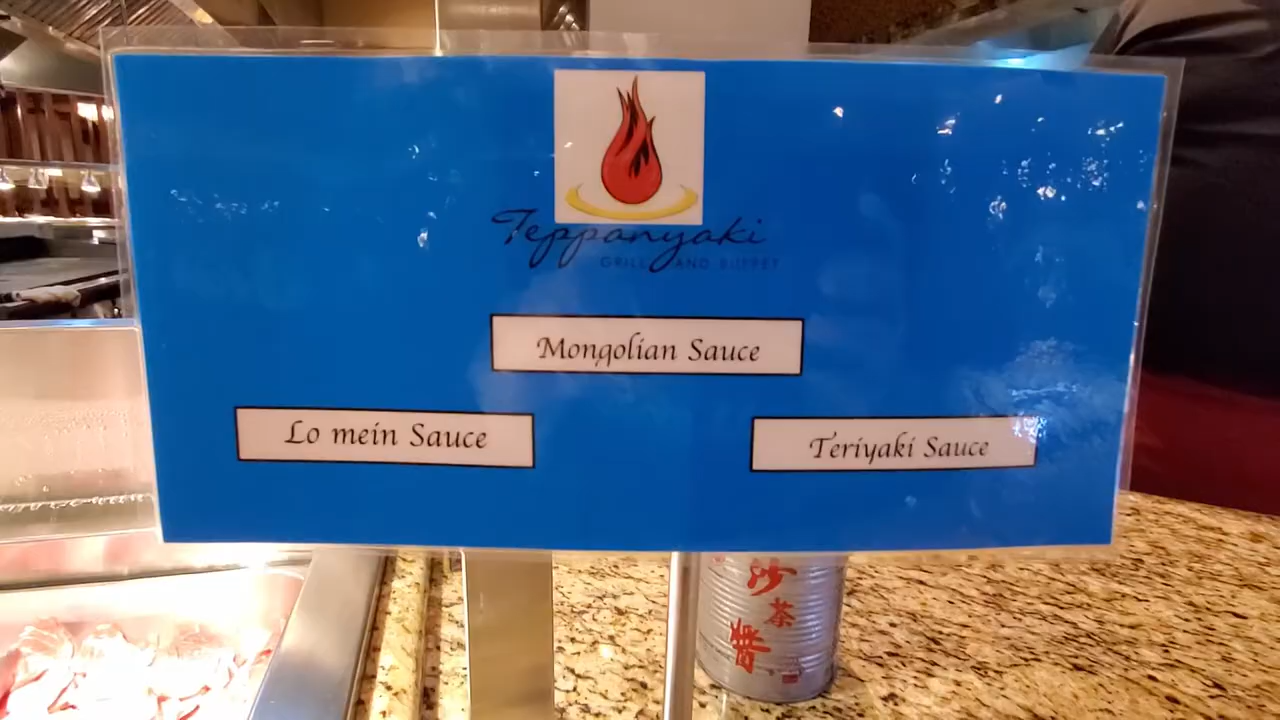 Teppanyaki
GRILL AND BUFFET
Mongolian Sauce
Lo mein Sauce
Teriyaki Sauce
沙
茶
醬